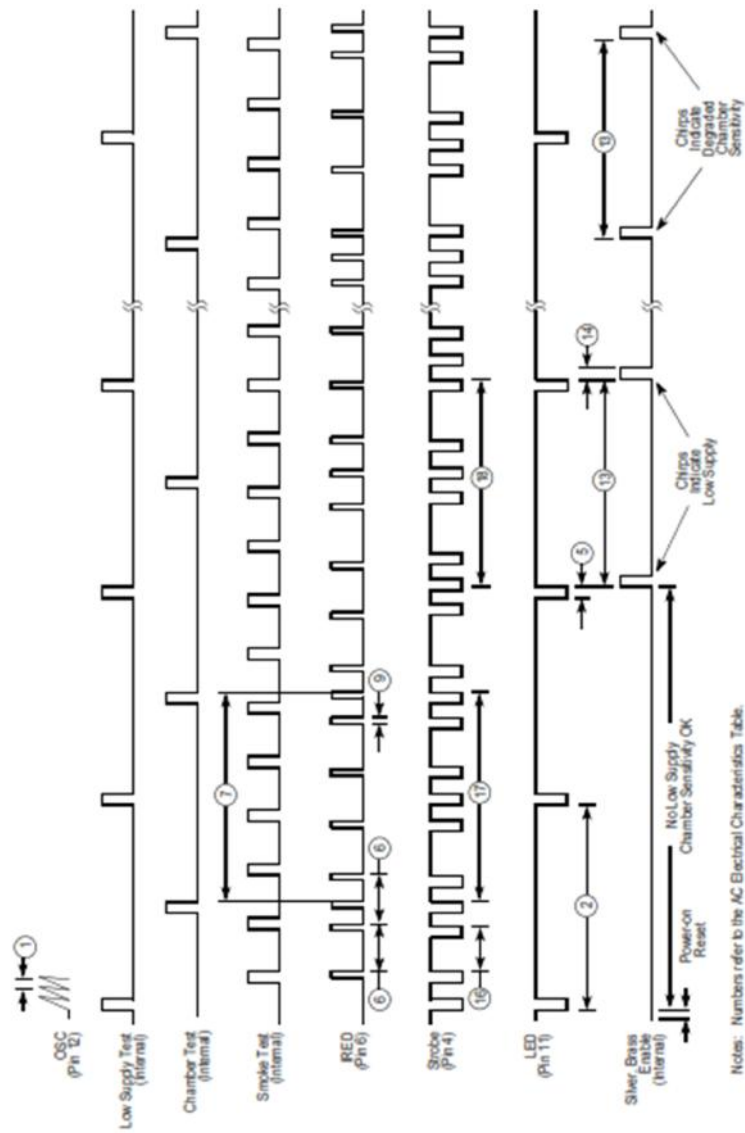 1
OSC
(Pin 12)
Low Supply Test
(Internal)
Chamber Test
(Internal)
7
Smoke Test
(Internal)
6
6
9
IRED
(Pin 6)
Strobe
(Pin 4)
16
17
18
LED
(Pin 11)
2
5
13
14
13
Silver, Brass
Enable
(Internal)
Power-on
Reset
No Low Supply
Chamber Sensitivity OK
Chirps
Indicate
Low Supply
Chirps
Indicate
Degraded
Chamber
Sensitivity
Notes: Numbers refer to the AC Electrical Characteristics Table.